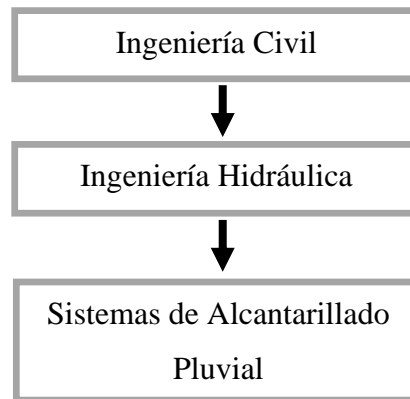 Ingeniería Civil
Ingeniería Hidráulica
Sistemas de Alcantarillado
Pluvial